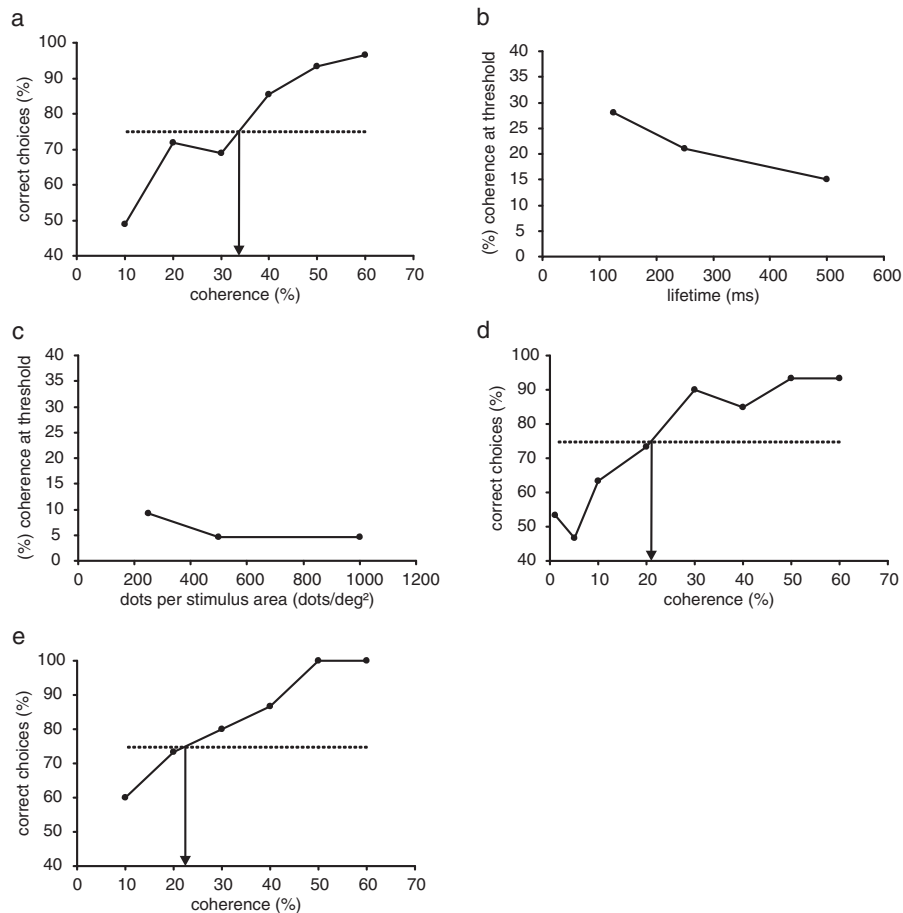 a
correct choices (%)
100
90
80
70
60
50
40
0 10 20 30 40 50 60 70
coherence (%)
b
(%) coherence at threshold
40
35
30
25
20
15
10
5
0
0 100 200 300 400 500 600
lifetime (ms)
c
(%) coherence at threshold
40
35
30
25
20
15
10
5
0
0 200 400 600 800 1000 1200
dots per stimulus area (dots/deg²)
d
correct choices (%)
100
90
80
70
60
50
40
0 10 20 30 40 50 60 70
coherence (%)
e
correct choices (%)
100
90
80
70
60
50
40
0 10 20 30 40 50 60 70
coherence (%)